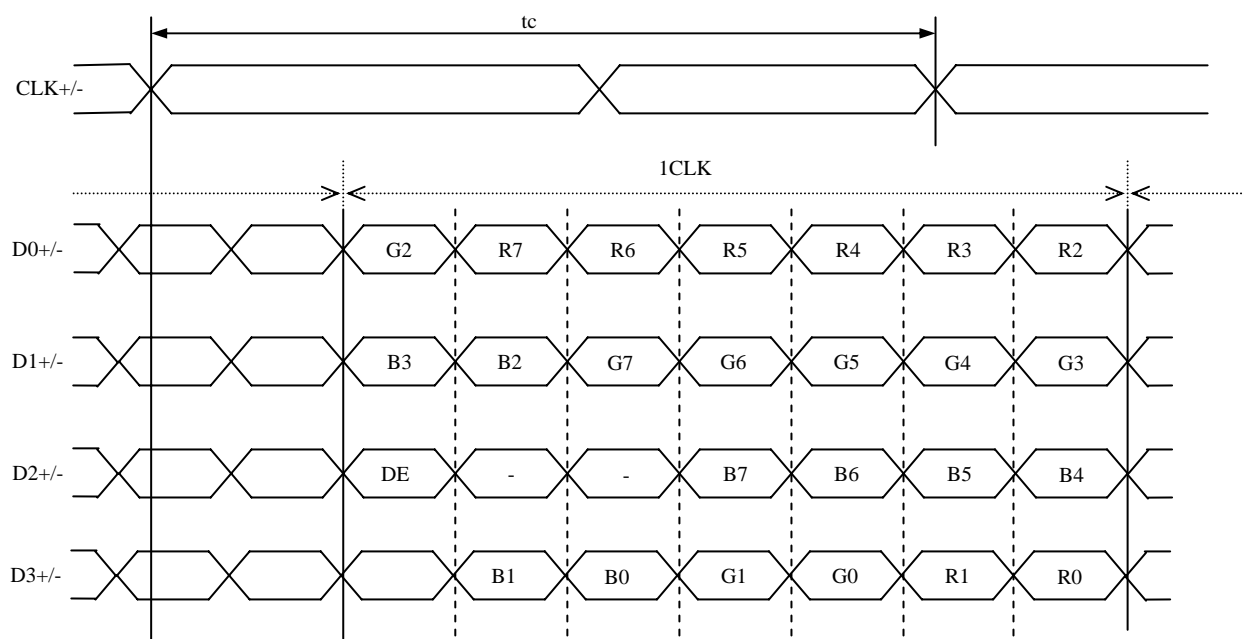 tc
CLK+/-
1CLK
D0+/- G2 R7 R6 R5 R4 R3 R2
D1+/- B3 B2 G7 G6 G5 G4 G3
D2+/- DE - - B7 B6 B5 B4
D3+/- B1 B0 G1 G0 R1 R0